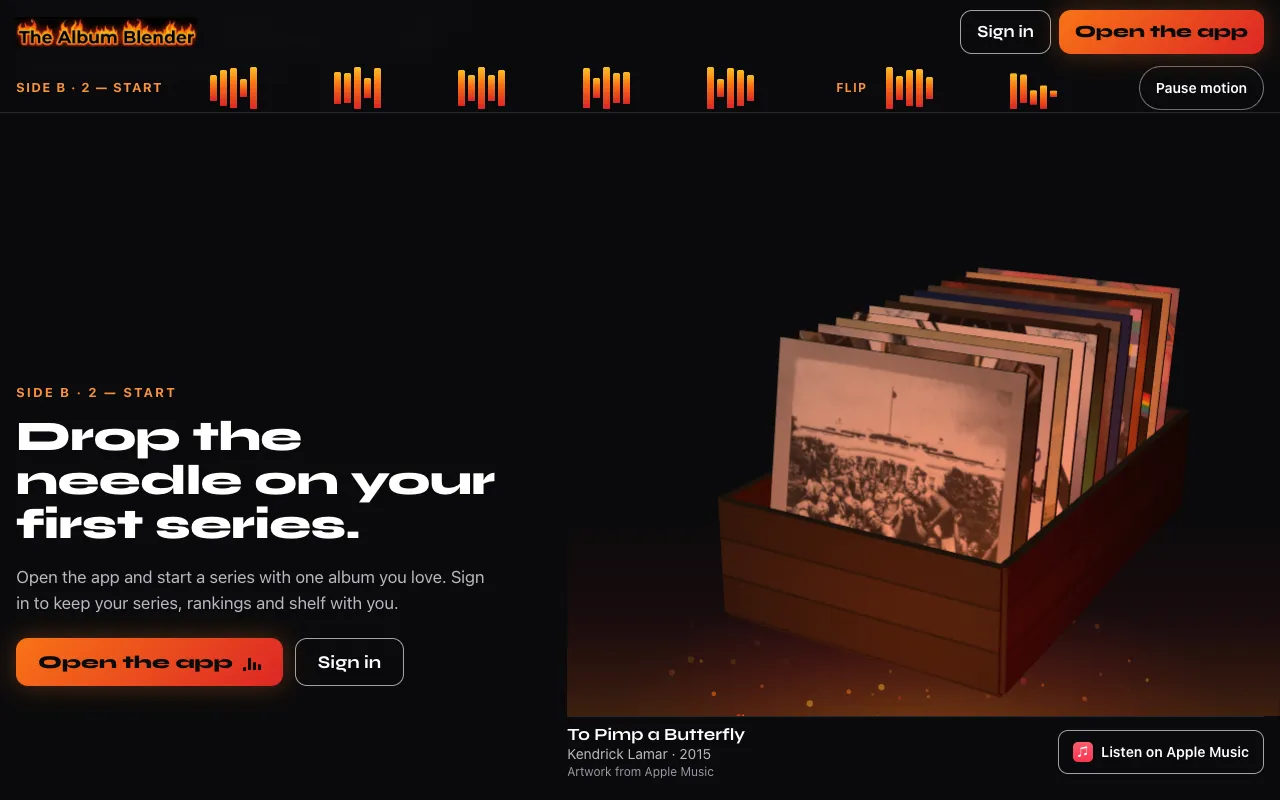 The Album Blender
Sign in
Open the app
SIDE B · 2 — START
FLIP
Pause motion
SIDE B · 2 — START
Drop the
needle on your
first series.
Open the app and start a series with one album you love. Sign
in to keep your series, rankings and shelf with you.
Open the app
Sign in
To Pimp a Butterfly
Kendrick Lamar · 2015
Artwork from Apple Music
Listen on Apple Music